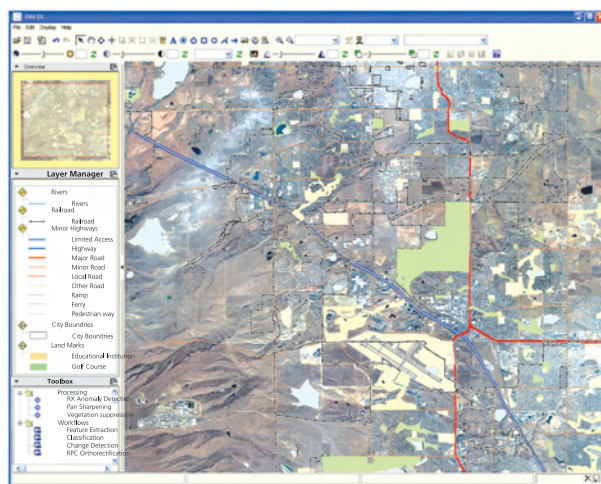 ENVI EX
File Edit Display Help
Overview
Layer Manager
Rivers
Rivers
Railroad
Railroad
Minor Highways
Limited Access
Highway
Major Road
Minor Road
Local Road
Other Road
Ramp
Ferry
Pedestrian way
City Boundries
City Boundries
Land Marks
Educational Institution
Golf Course
Toolbox
Processing
RX Anomaly Detection
Pan Sharpening
Vegetation suppression
Workflows
Feature Extraction
Classification
Change Detection
RPC Orthorectification